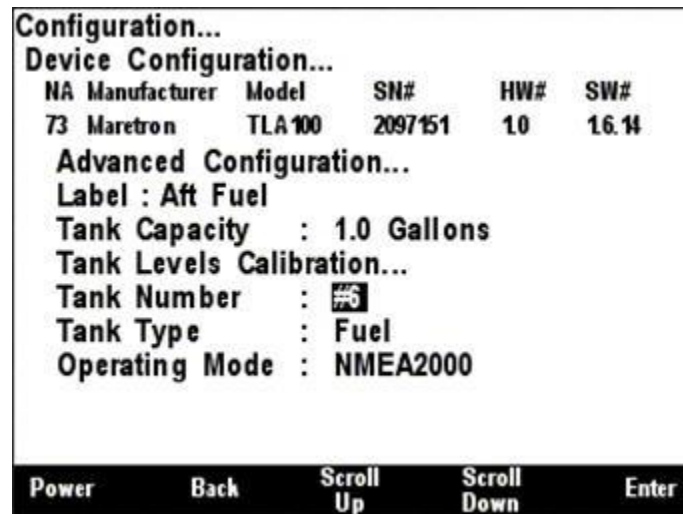 Configuration...
Device Configuration...
NA Manufacturer Model SN# HW# SW#
73 Maretron TLA100 2097151 1.0 1.6.14
Advanced Configuration...
Label : Aft Fuel
Tank Capacity : 1.0 Gallons
Tank Levels Calibration...
Tank Number : #6
Tank Type : Fuel
Operating Mode : NMEA2000
Power Back Scroll Up Scroll Down Enter